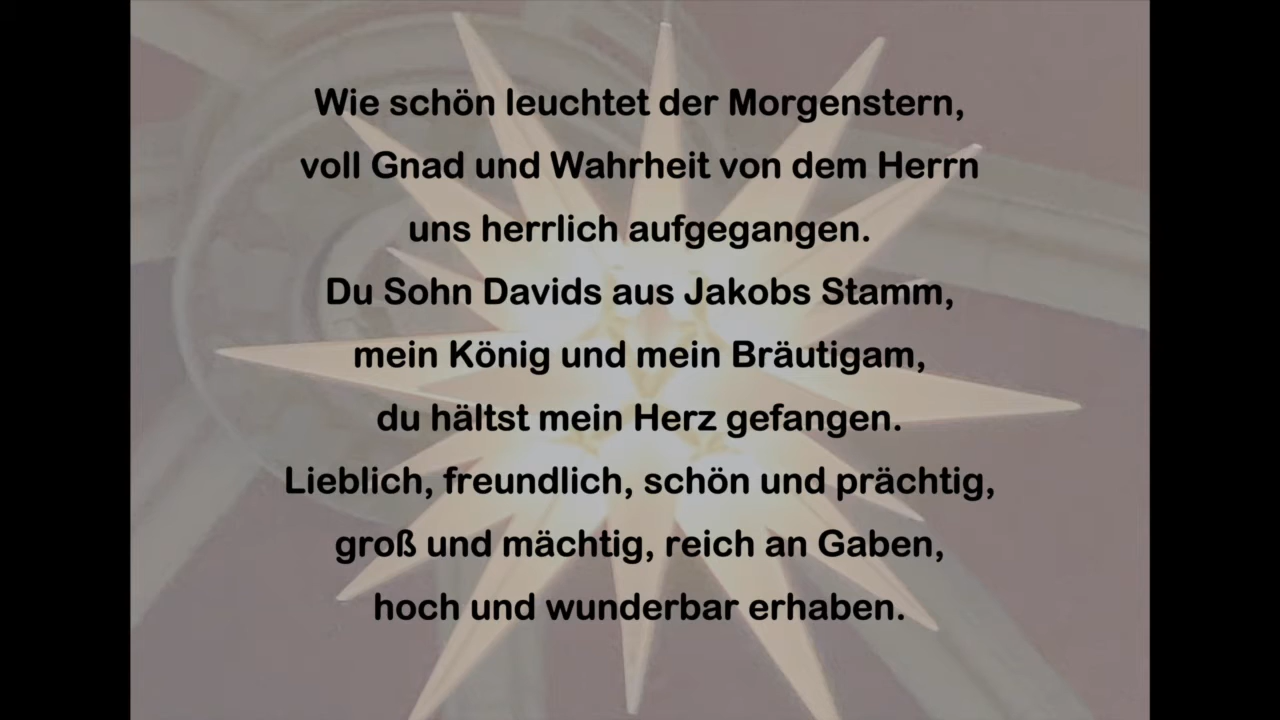 Wie schön leuchtet der Morgenstern,
voll Gnad und Wahrheit von dem Herrn
uns herrlich aufgegangen.
Du Sohn Davids aus Jakobs Stamm,
mein König und mein Bräutigam,
du hältst mein Herz gefangen.
Lieblich, freundlich, schön und prächtig,
groß und mächtig, reich an Gaben,
hoch und wunderbar erhaben.